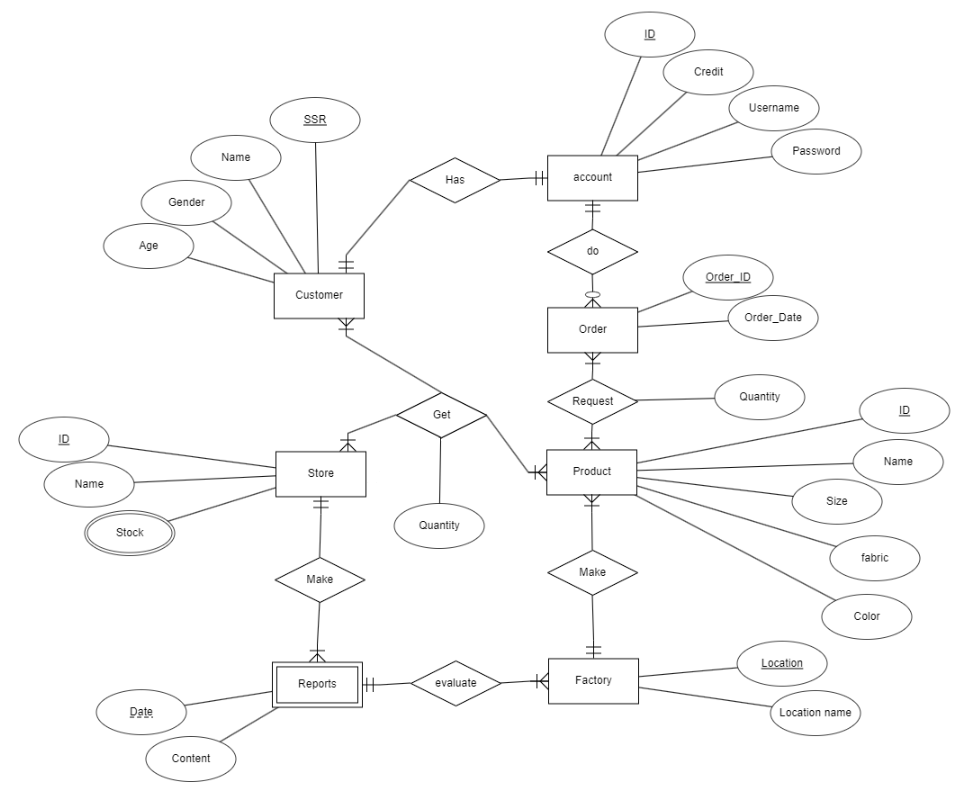 ID
Credit
Username
Password
SSR
Name
Gender
Age
Has
account
Customer
do
Order_ID
Order_Date
Order
Request
Quantity
Get
Quantity
ID
Name
Stock
Store
Product
ID
Name
Size
fabric
Color
Make
Make
Reports
evaluate
Factory
Location
Location name
Date
Content